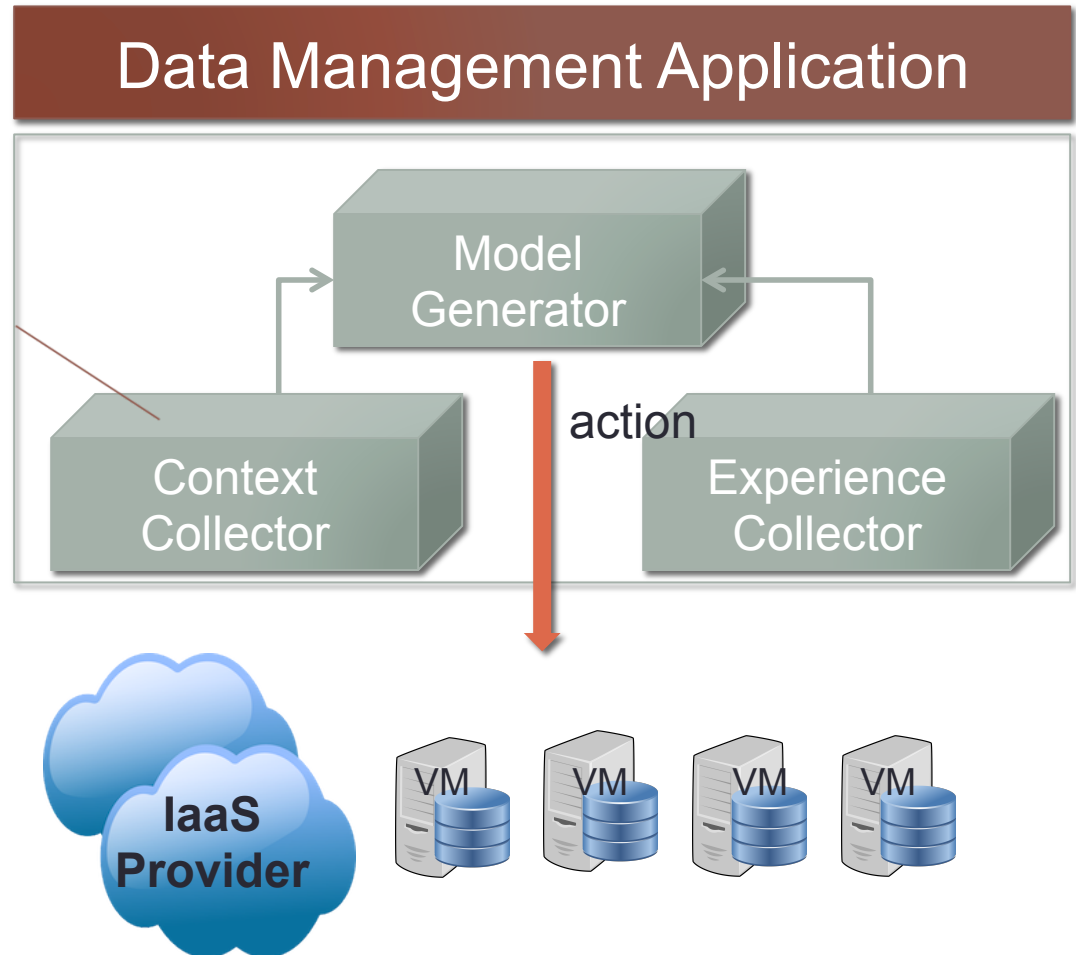 Data Management Application
Model
Generator
action
Context
Collector
Experience
Collector
IaaS
Provider
VM
VM
VM
VM